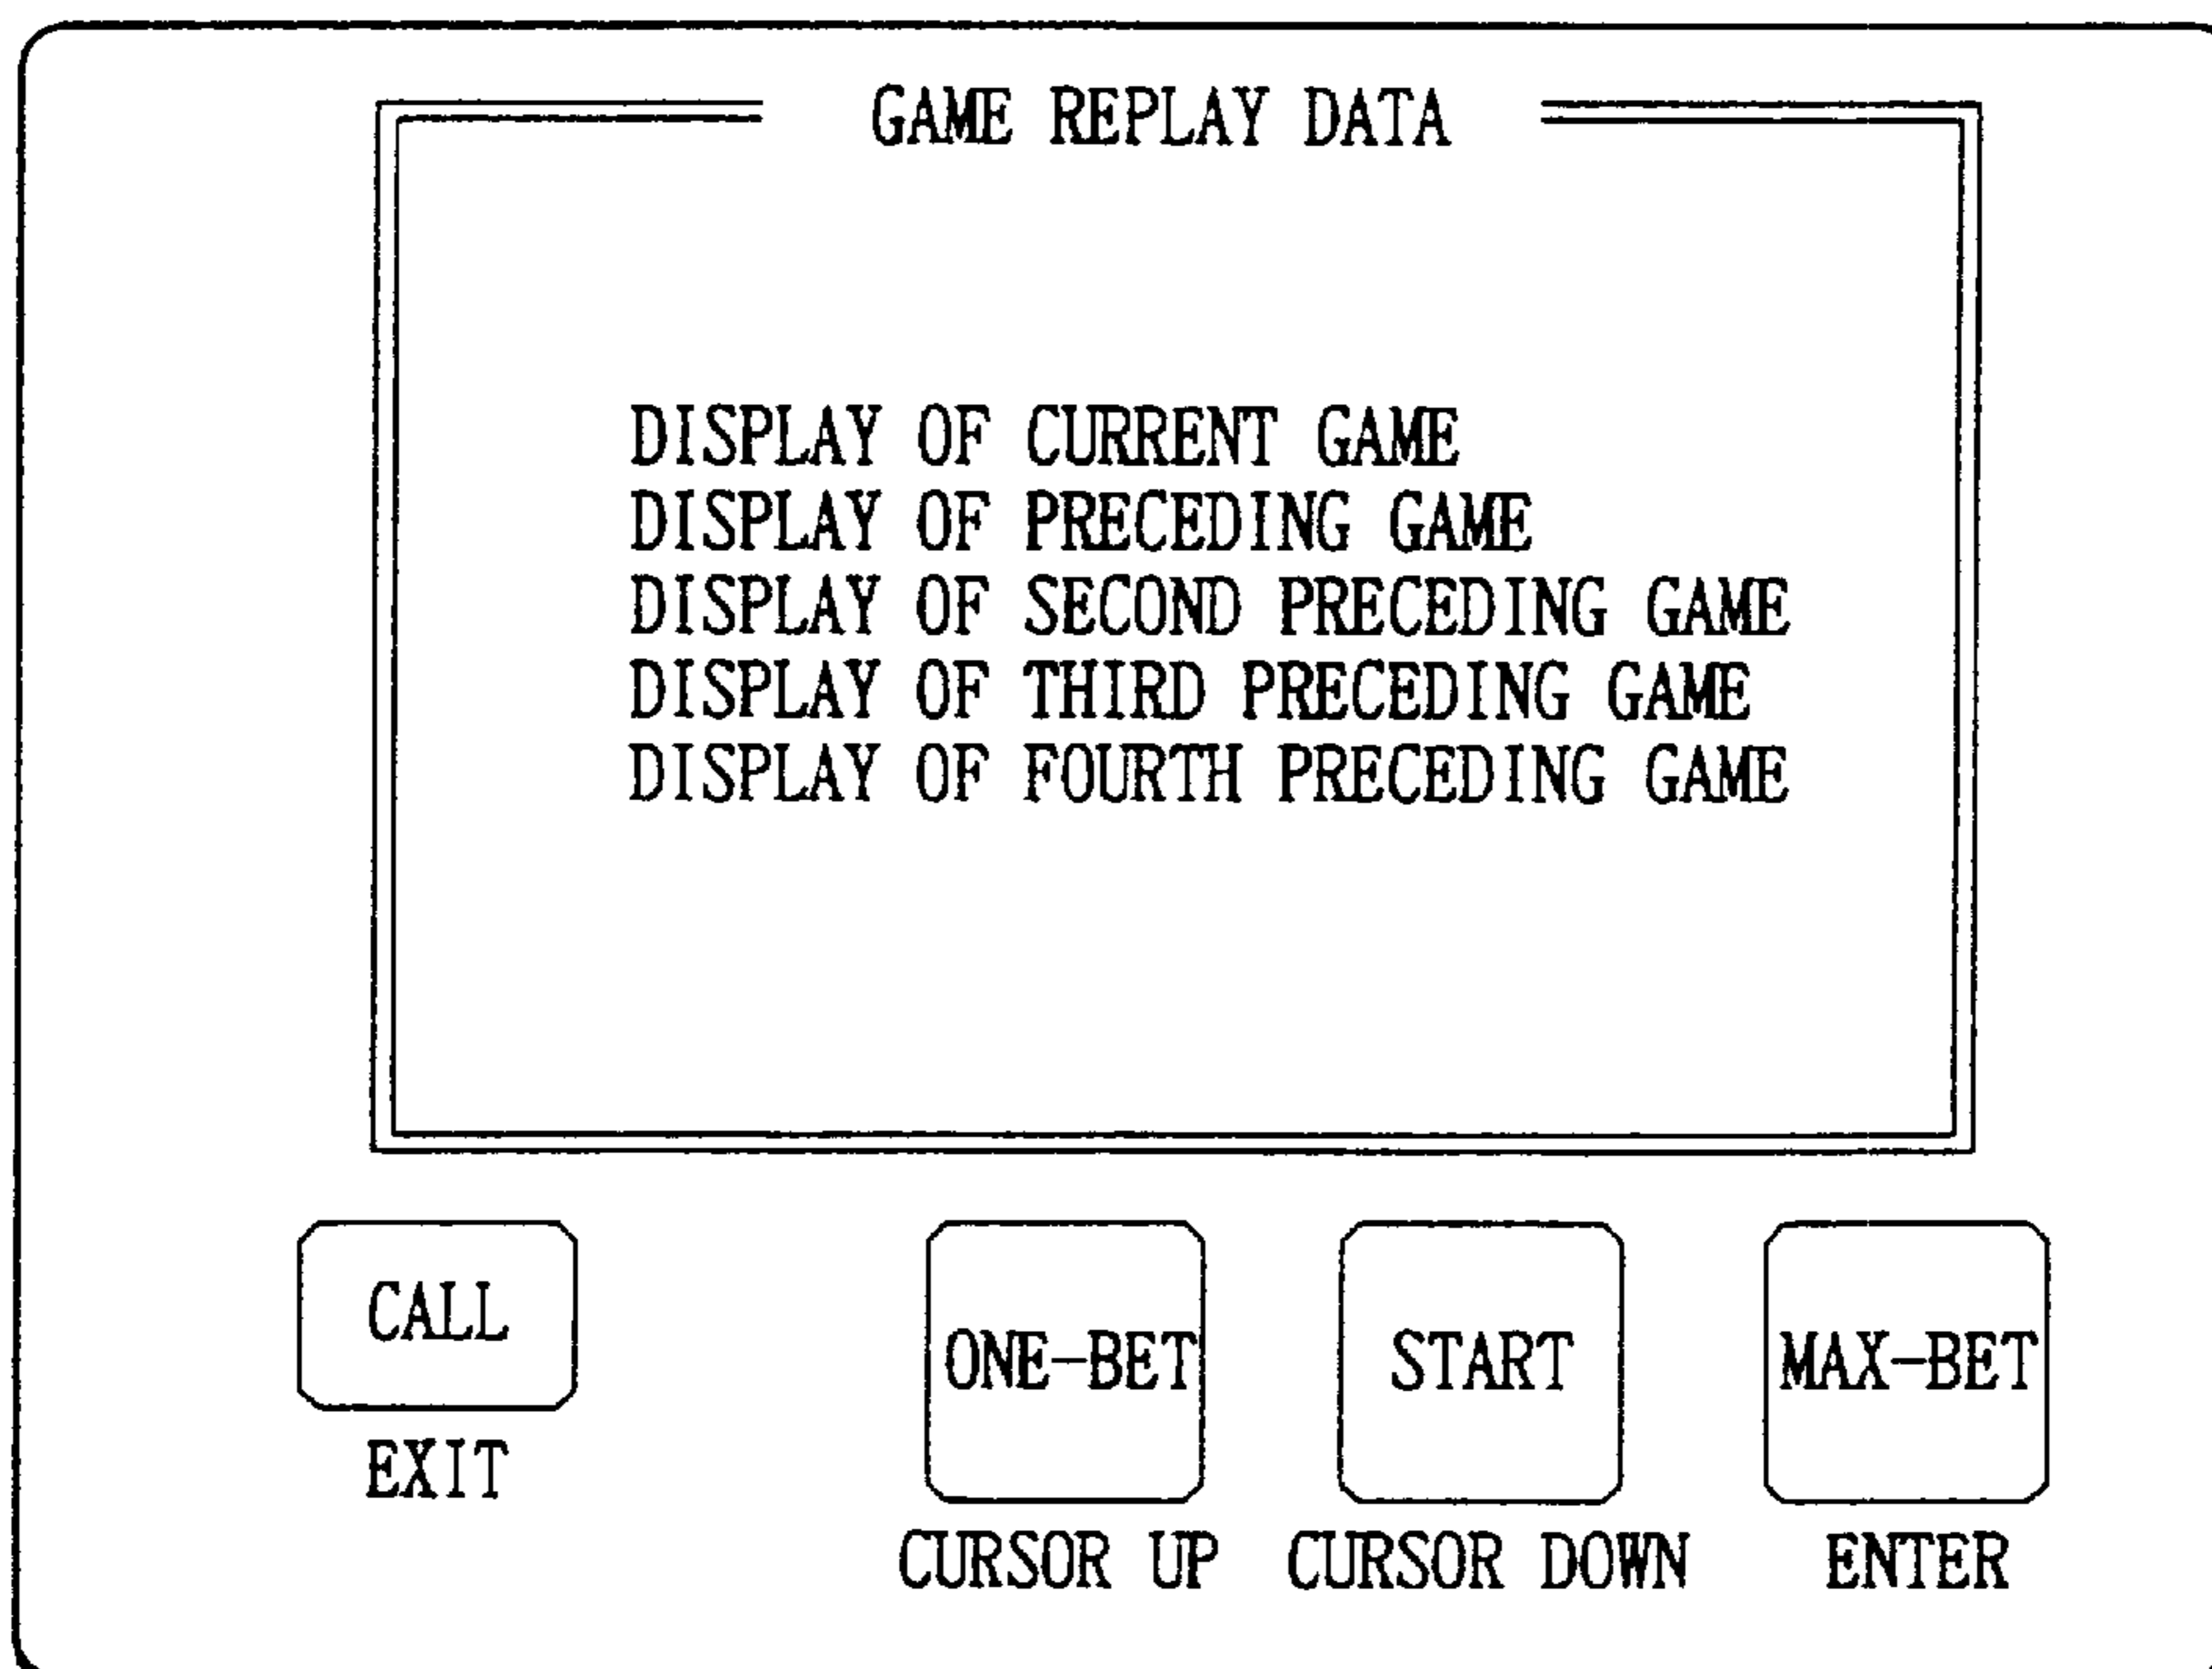 GAME REPLAY DATA
DISPLAY OF CURRENT GAME
DISPLAY OF PRECEDING GAME
DISPLAY OF SECOND PRECEDING GAME
DISPLAY OF THIRD PRECEDING GAME
DISPLAY OF FOURTH PRECEDING GAME
CALL
EXIT
ONE-BET
CURSOR UP
START
CURSOR DOWN
MAX-BET
ENTER